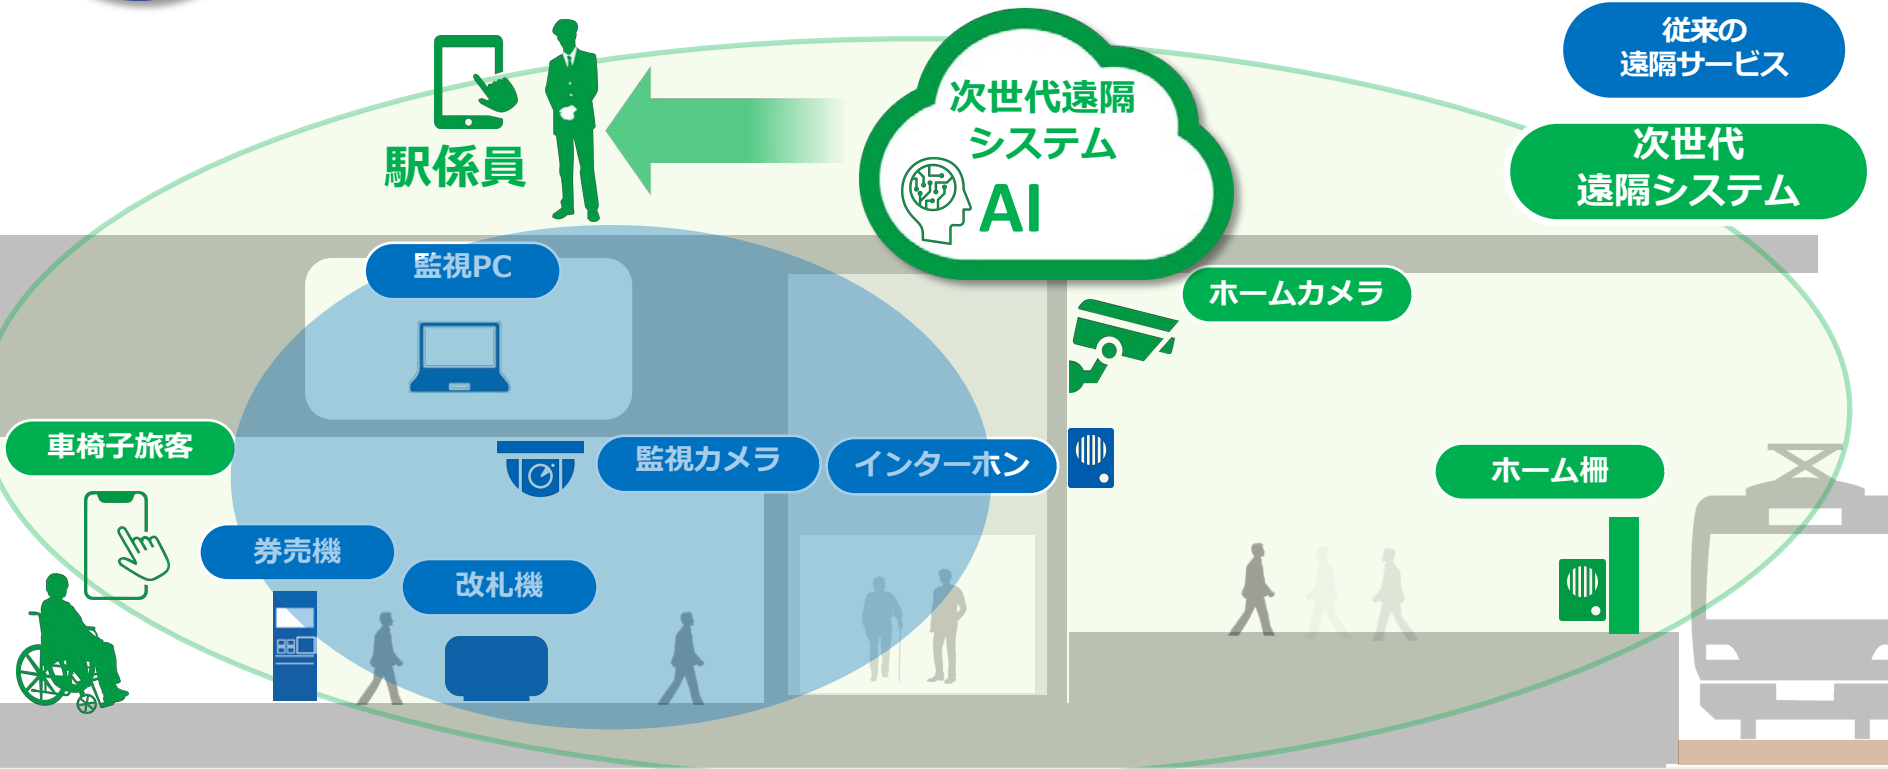 従来の
遠隔サービス
次世代遠隔
システム
AI
次世代
遠隔システム
駅係員
監視PC
ホームカメラ
車椅子旅客
監視カメラ
インターホン
ホーム柵
券売機
改札機